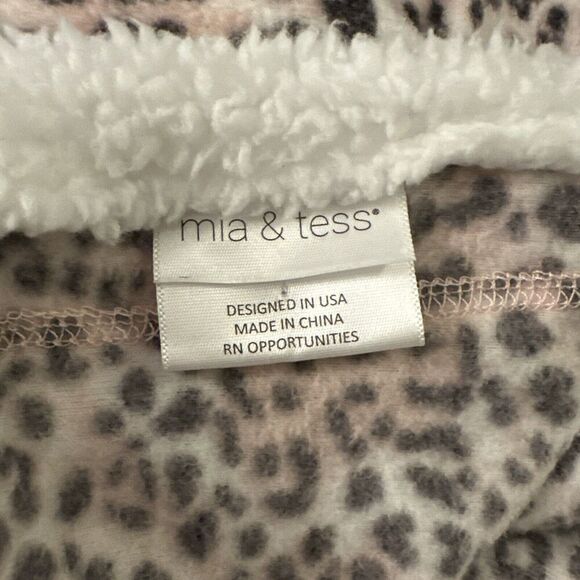 mia & tess®
DESIGNED IN USA
MADE IN CHINA
RN OPPORTUNITIES